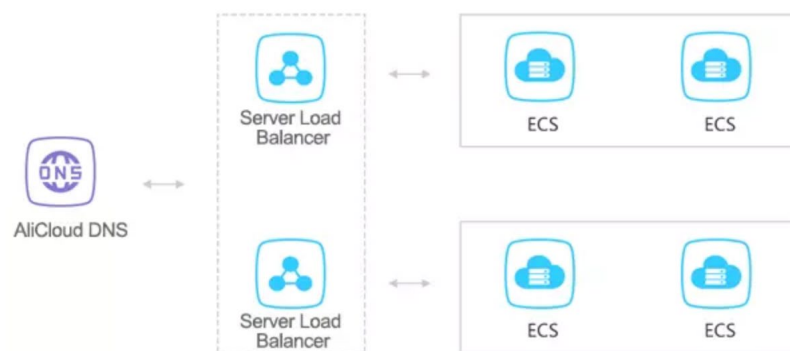 Server Load
Balancer
ECS
ECS
DNS
AliCloud DNS
Server Load
Balancer
ECS
ECS